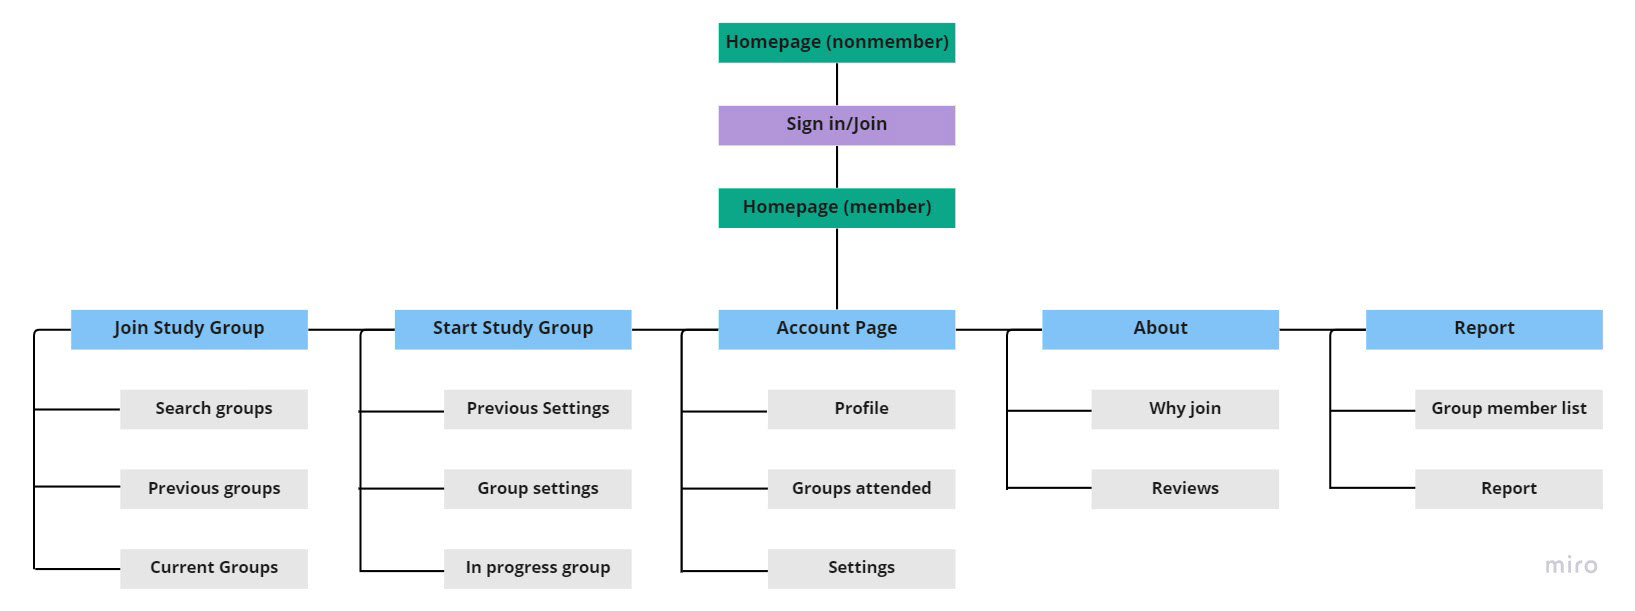 Homepage (nonmember)
Sign in/Join
Homepage (member)
Join Study Group
Start Study Group
Account Page
About
Report
Search groups
Previous Settings
Profile
Why join
Group member list
Previous groups
Group settings
Groups attended
Reviews
Report
Current Groups
In progress group
Settings
miro